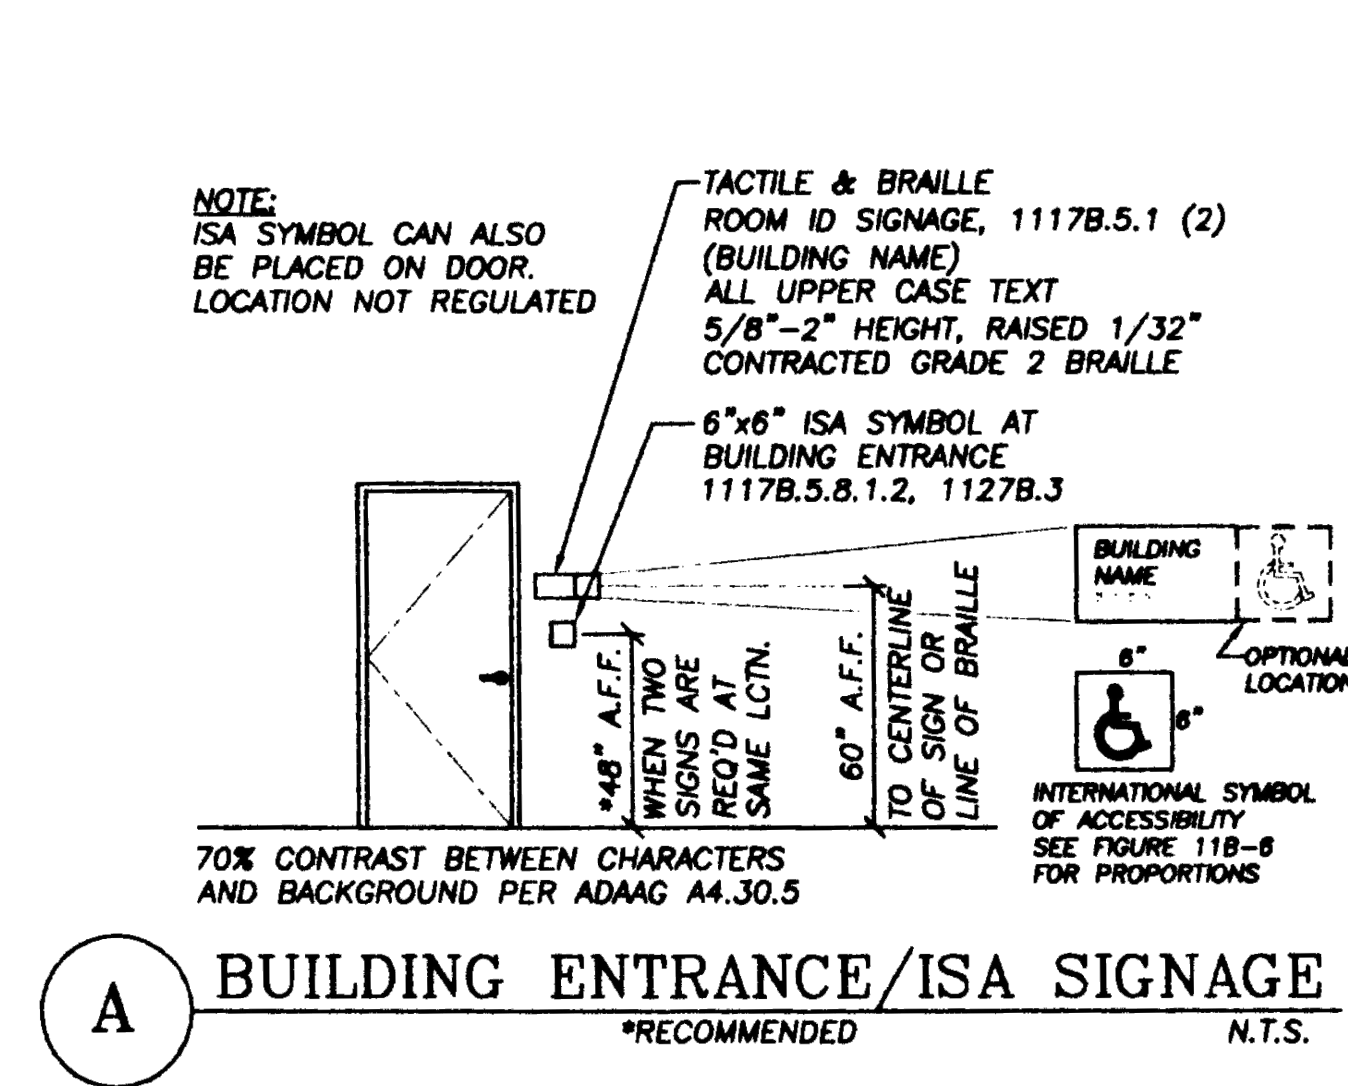 NOTE:
ISA SYMBOL CAN ALSO
BE PLACED ON DOOR.
LOCATION NOT REGULATED
TACTILE & BRAILLE
ROOM ID SIGNAGE, 1117B.5.1 (2)
(BUILDING NAME)
ALL UPPER CASE TEXT
5/8"-2" HEIGHT, RAISED 1/32"
CONTRACTED GRADE 2 BRAILLE
6"x6" ISA SYMBOL AT
BUILDING ENTRANCE
1117B.5.8.1.2, 1127B.3
*48" A.F.F.
WHEN TWO
SIGNS ARE
REQ'D AT
SAME LCTN.
60" A.F.F.
TO CENTERLINE
OF SIGN OR
LINE OF BRAILLE
BUILDING
NAME
OPTIONAL
LOCATION
6"
6"
INTERNATIONAL SYMBOL
OF ACCESSIBILITY
SEE FIGURE 11B-6
FOR PROPORTIONS
70% CONTRAST BETWEEN CHARACTERS
AND BACKGROUND PER ADAAG A4.30.5
A
BUILDING ENTRANCE/ISA SIGNAGE
*RECOMMENDED
N.T.S.